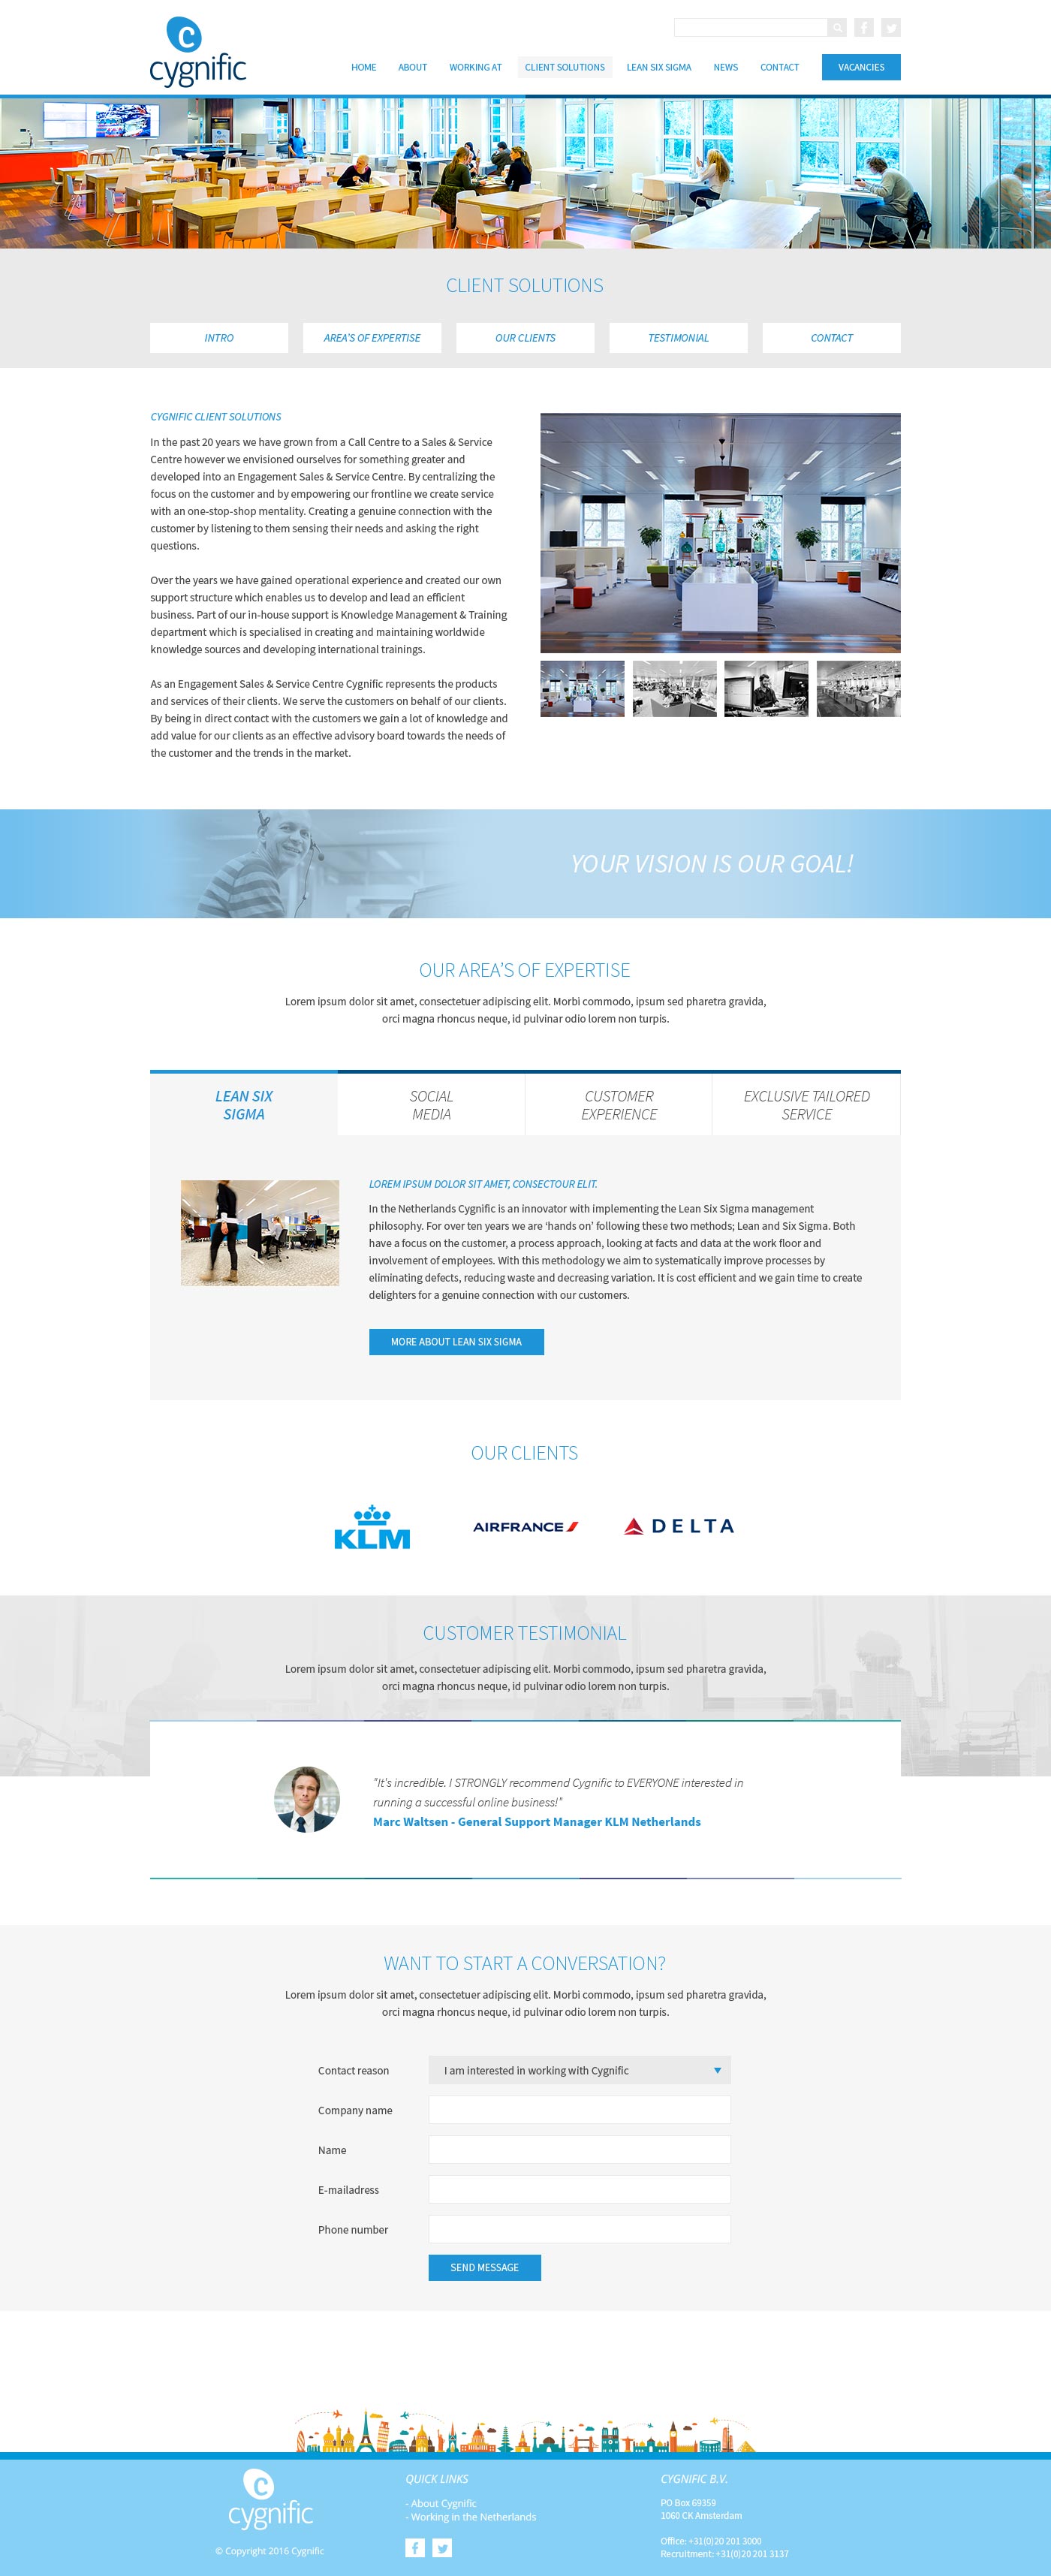 cygnific
HOME ABOUT WORKING AT CLIENT SOLUTIONS LEAN SIX SIGMA NEWS CONTACT VACANCIES
CLIENT SOLUTIONS
INTRO AREA'S OF EXPERTISE OUR CLIENTS TESTIMONIAL CONTACT
CYGNIFIC CLIENT SOLUTIONS
In the past 20 years we have grown from a Call Centre to a Sales & Service
Centre however we envisioned ourselves for something greater and
developed into an Engagement Sales & Service Centre. By centralizing the
focus on the customer and by empowering our frontline we create service
with an one-stop-shop mentality. Creating a genuine connection with the
customer by listening to them sensing their needs and asking the right
questions.
Over the years we have gained operational experience and created our own
support structure which enables us to develop and lead an efficient
business. Part of our in-house support is Knowledge Management & Training
department which is specialised in creating and maintaining worldwide
knowledge sources and developing international trainings.
As an Engagement Sales & Service Centre Cygnific represents the products
and services of their clients. We serve the customers on behalf of our clients.
By being in direct contact with the customers we gain a lot of knowledge and
add value for our clients as an effective advisory board towards the needs of
the customer and the trends in the market.
YOUR VISION IS OUR GOAL!
OUR AREA'S OF EXPERTISE
Lorem ipsum dolor sit amet, consectetuer adipiscing elit. Morbi commodo, ipsum sed pharetra gravida,
orci magna rhoncus neque, id pulvinar odio lorem non turpis.
LEAN SIX
SIGMA
SOCIAL
MEDIA
CUSTOMER
EXPERIENCE
EXCLUSIVE TAILORED
SERVICE
LOREM IPSUM DOLOR SIT AMET, CONSECTOUR ELIT.
In the Netherlands Cygnific is an innovator with implementing the Lean Six Sigma management
philosophy. For over ten years we are ‘hands on’ following these two methods; Lean and Six Sigma. Both
have a focus on the customer, a process approach, looking at facts and data at the work floor and
involvement of employees. With this methodology we aim to systematically improve processes by
eliminating defects, reducing waste and decreasing variation. It is cost efficient and we gain time to create
delighters for a genuine connection with our customers.
MORE ABOUT LEAN SIX SIGMA
OUR CLIENTS
KLM AIRFRANCE DELTA
CUSTOMER TESTIMONIAL
Lorem ipsum dolor sit amet, consectetuer adipiscing elit. Morbi commodo, ipsum sed pharetra gravida,
orci magna rhoncus neque, id pulvinar odio lorem non turpis.
"It's incredible. I STRONGLY recommend Cygnific to EVERYONE interested in
running a successful online business!"
Marc Waltsen - General Support Manager KLM Netherlands
WANT TO START A CONVERSATION?
Lorem ipsum dolor sit amet, consectetuer adipiscing elit. Morbi commodo, ipsum sed pharetra gravida,
orci magna rhoncus neque, id pulvinar odio lorem non turpis.
Contact reason I am interested in working with Cygnific
Company name
Name
E-mailadress
Phone number
SEND MESSAGE
cygnific
© Copyright 2016 Cygnific
QUICK LINKS
- About Cygnific
- Working in the Netherlands
CYGNIFIC B.V.
PO Box 69359
1060 CK Amsterdam
Office: +31(0)20 201 3000
Recruitment: +31(0)20 201 3137